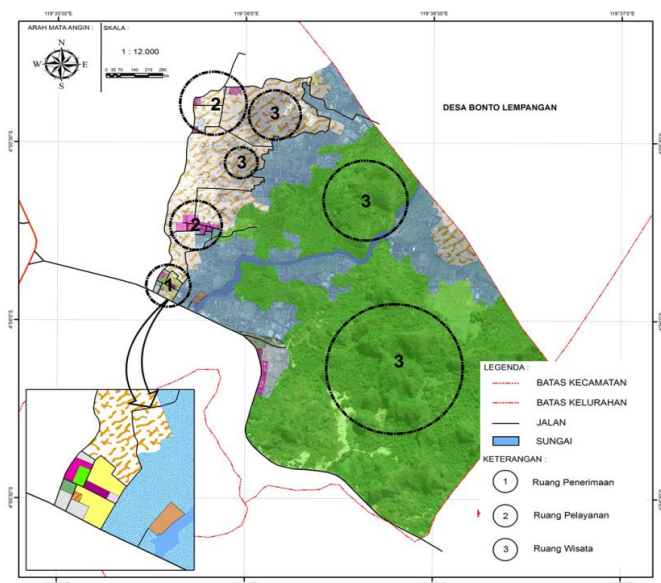 119°35'30"E
119°36'0"E
119°36'30"E
119°37'0"E
ARAH MATA ANGIN :
SKALA :
N
W E
S
1 : 12.000
DESA BONTO LEMPANGAN
2
3
3
3
2
1
3
LEGENDA :
BATAS KECAMATAN
BATAS KELURAHAN
JALAN
SUNGAI
KETERANGAN :
1 Ruang Penerimaan
2 Ruang Pelayanan
3 Ruang Wisata